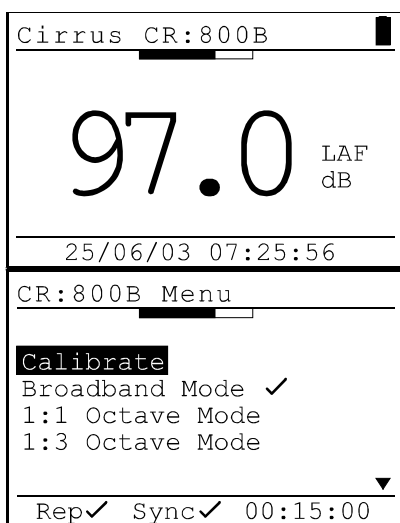 Cirrus CR:800B
97.0 LAF
dB
25/06/03 07:25:56
CR:800B Menu
Calibrate
Broadband Mode ✓
1:1 Octave Mode
1:3 Octave Mode
Rep✓ Sync✓ 00:15:00